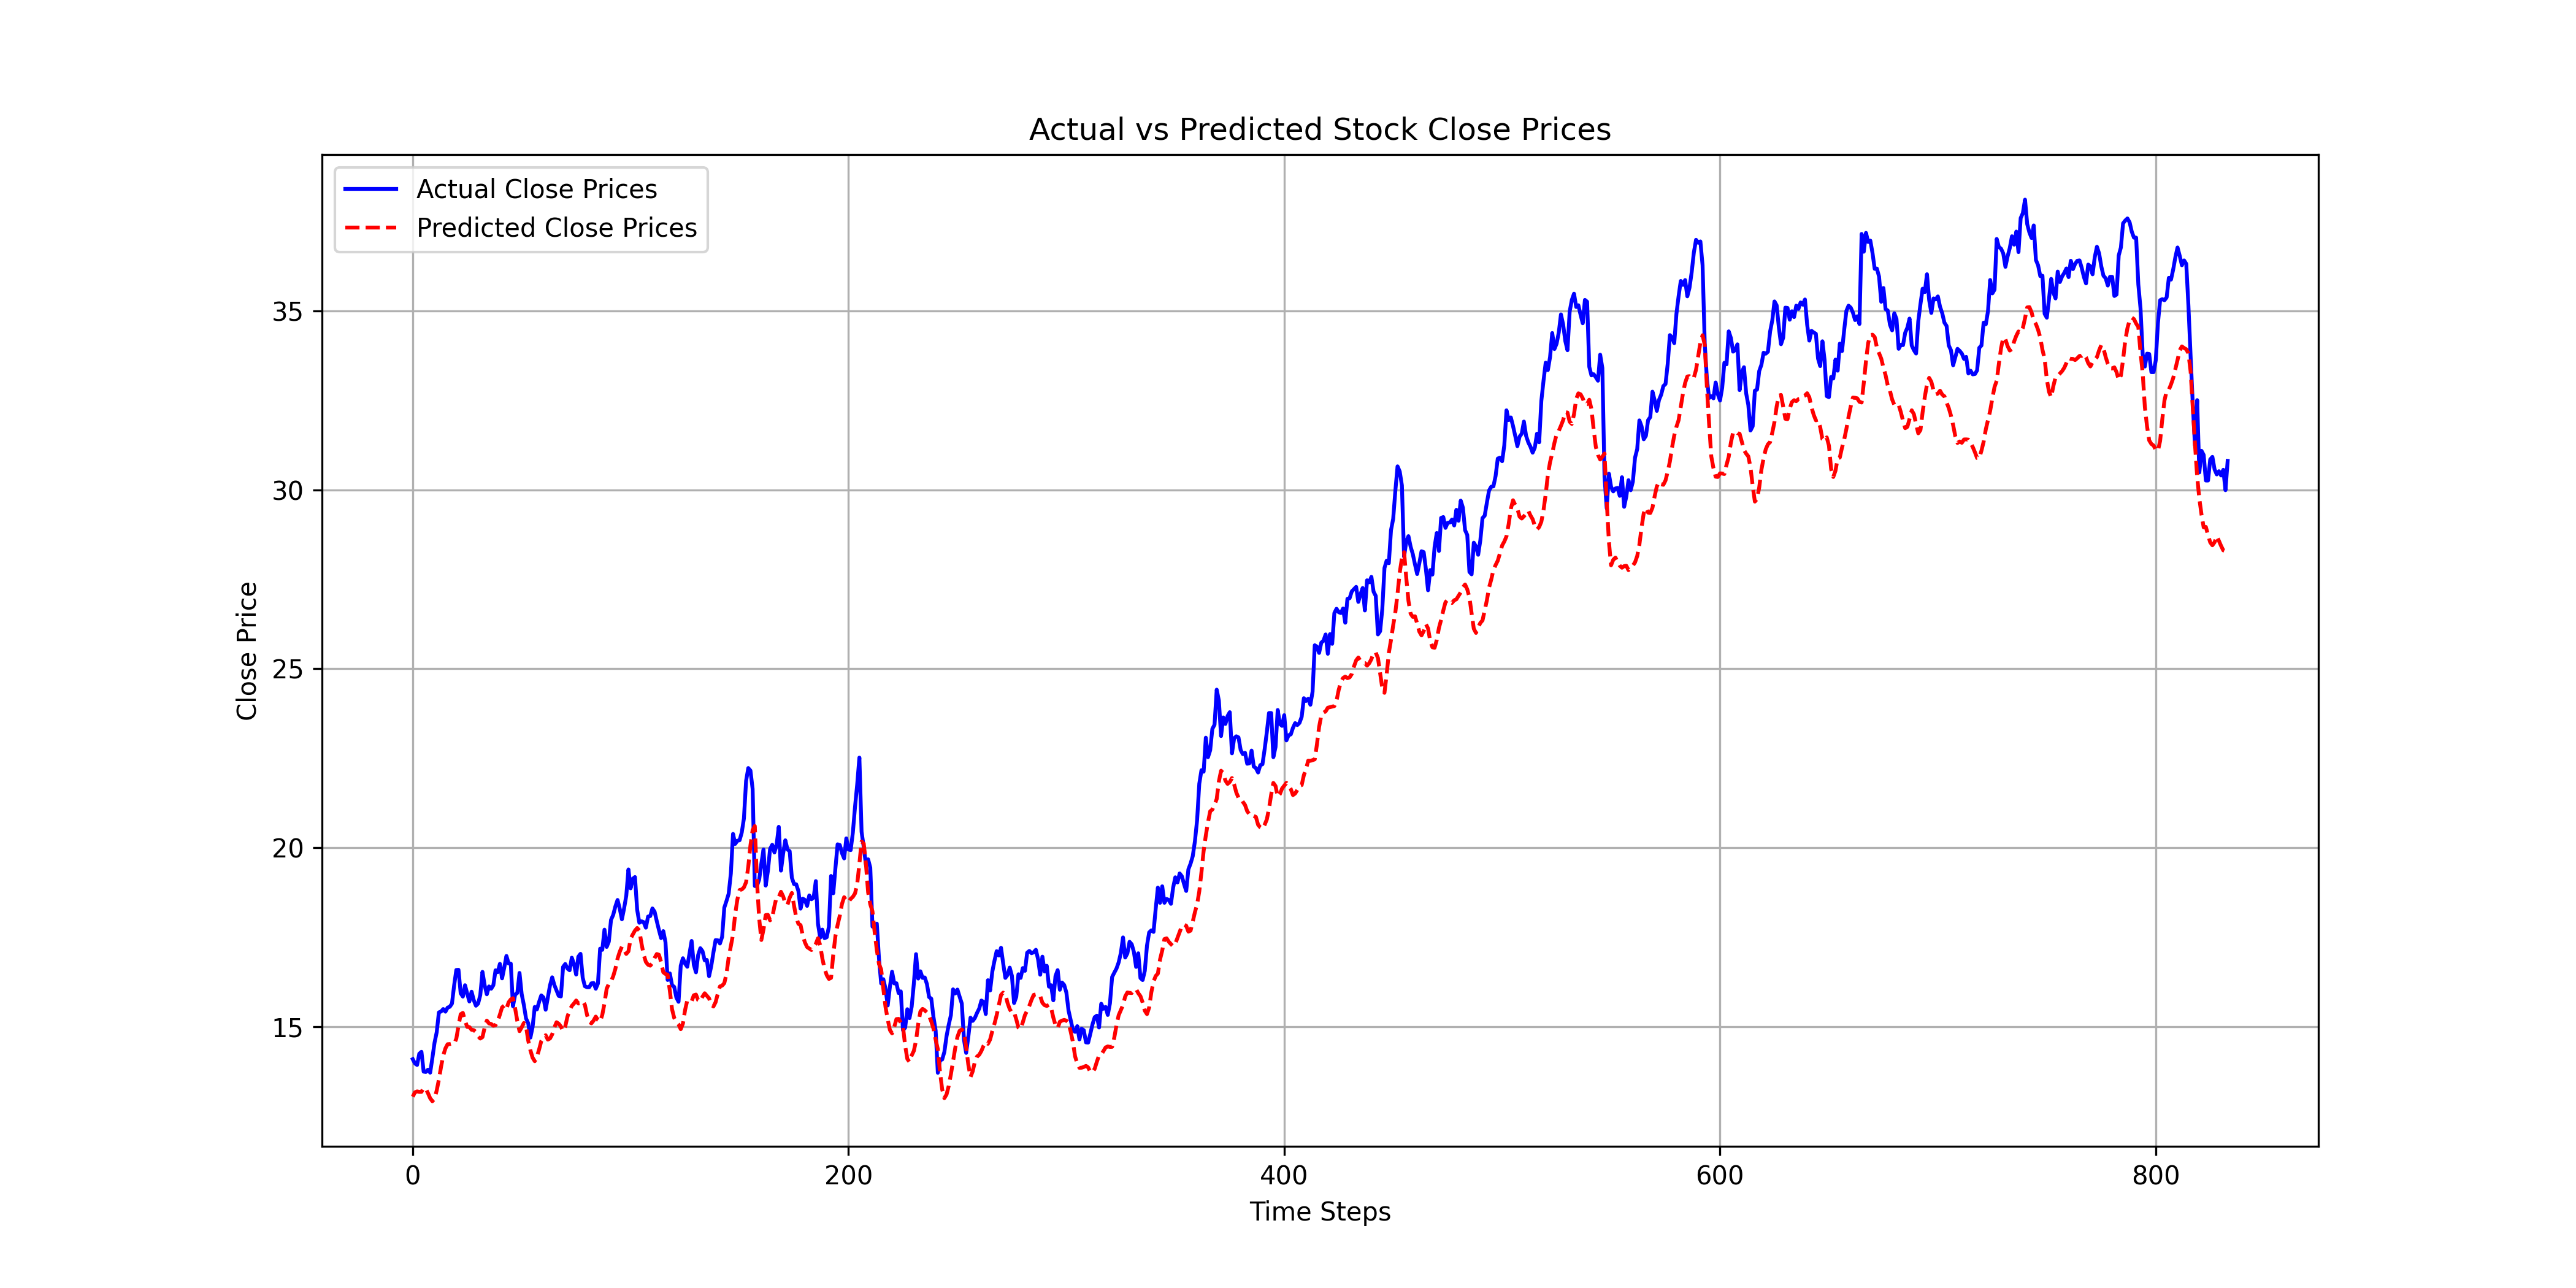 Actual vs Predicted Stock Close Prices
Actual Close Prices
Predicted Close Prices
35
30
25
20
15
Close Price
0 200 400 600 800
Time Steps